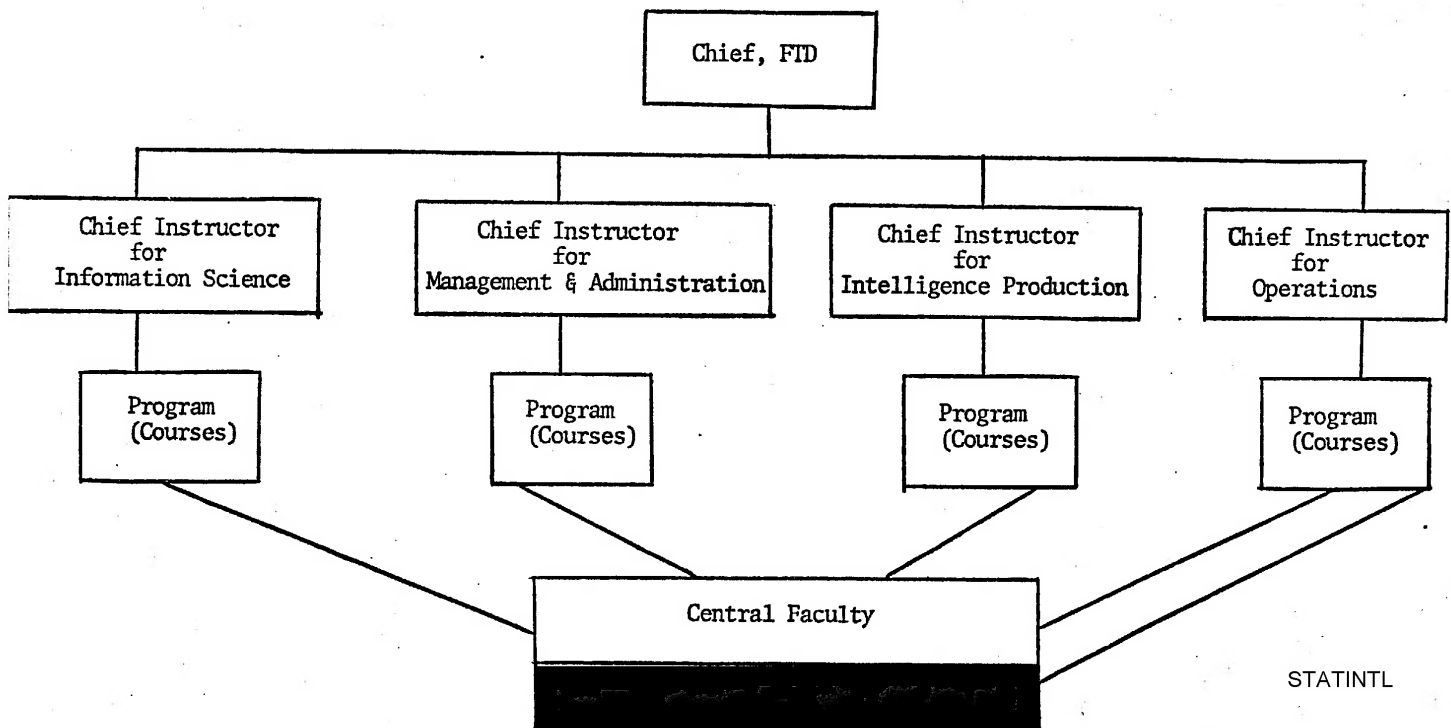 Chief, FTD
Chief Instructor
for
Information Science
Chief Instructor
for
Management & Administration
Chief Instructor
for
Intelligence Production
Chief Instructor
for
Operations
Program
(Courses)
Program
(Courses)
Program
(Courses)
Program
(Courses)
Central Faculty
STATINTL